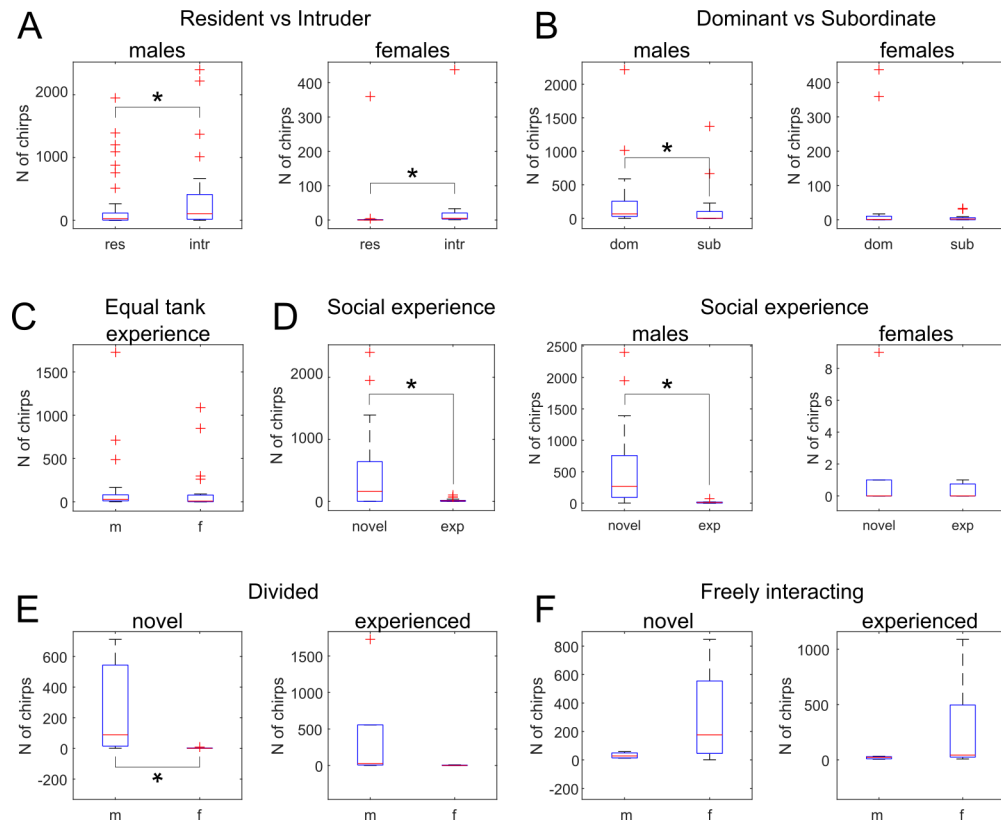 A
Resident vs Intruder
males
N of chirps
2000
1000
0
*
res
intr
females
N of chirps
400
300
200
100
0
*
res
intr
B
Dominant vs Subordinate
males
N of chirps
2000
1500
1000
500
0
*
dom
sub
females
N of chirps
400
300
200
100
0
dom
sub
C
Equal tank
experience
N of chirps
1500
1000
500
0
m
f
D
Social experience
N of chirps
2000
1000
0
*
novel
exp
Social experience
males
N of chirps
2500
2000
1500
1000
500
0
*
novel
exp
females
N of chirps
8
6
4
2
0
novel
exp
E
Divided
novel
N of chirps
600
400
200
0
-200
*
m
f
experienced
N of chirps
1500
1000
500
0
m
f
F
Freely interacting
novel
N of chirps
800
600
400
200
0
-200
m
f
experienced
N of chirps
1000
500
0
m
f